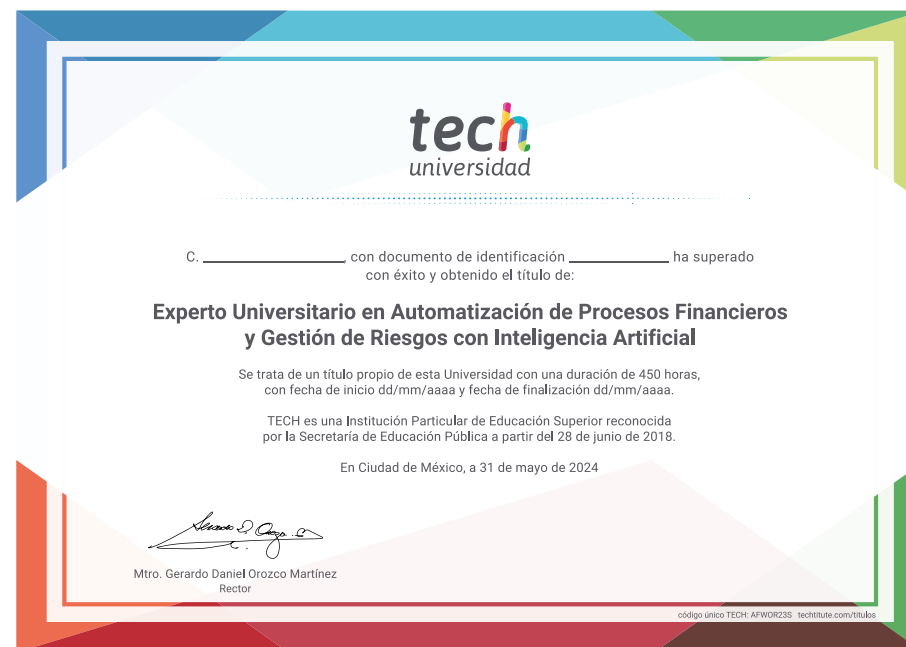 tech
universidad
C. ____________________, con documento de identificación ______________ ha superado
con éxito y obtenido el título de:
Experto Universitario en Automatización de Procesos Financieros
y Gestión de Riesgos con Inteligencia Artificial
Se trata de un título propio de esta Universidad con una duración de 450 horas,
con fecha de inicio dd/mm/aaaa y fecha de finalización dd/mm/aaaa.
TECH es una Institución Particular de Educación Superior reconocida
por la Secretaría de Educación Pública a partir del 28 de junio de 2018.
En Ciudad de México, a 31 de mayo de 2024
Mtro. Gerardo Daniel Orozco Martínez
Rector
código único TECH: AFWOR23S techtitute.com/titulos